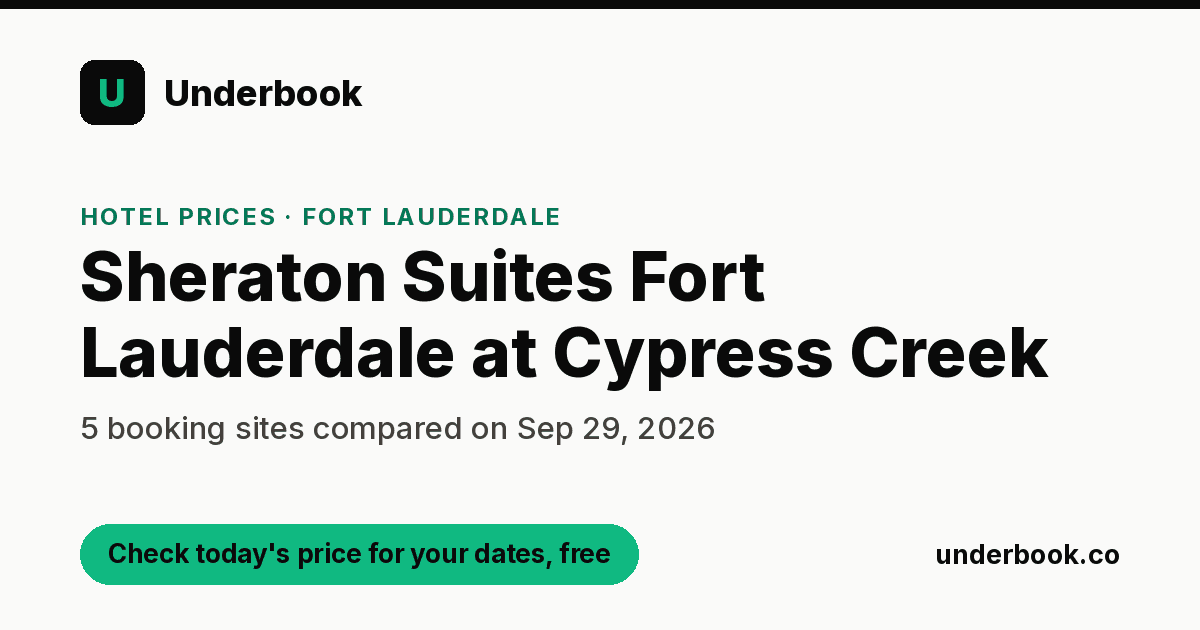 U Underbook
HOTEL PRICES · FORT LAUDERDALE
Sheraton Suites Fort
Lauderdale at Cypress Creek
5 booking sites compared on Sep 29, 2026
Check today's price for your dates, free
underbook.co